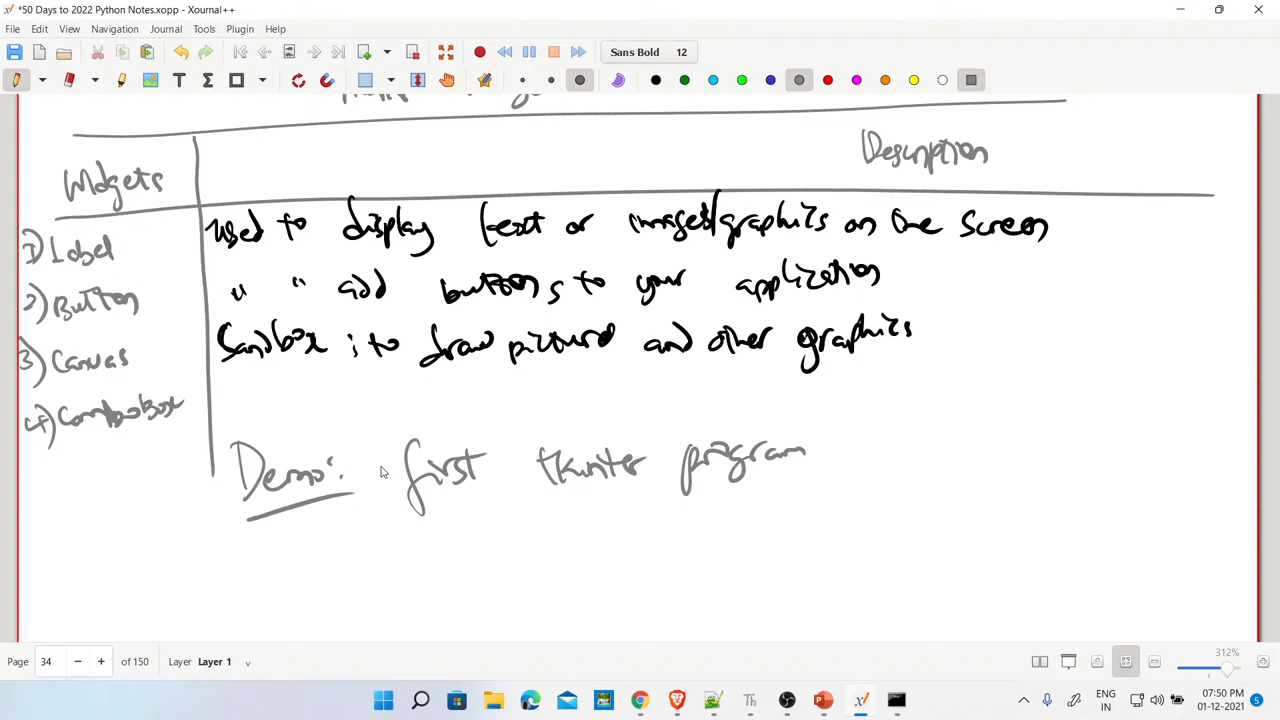 *50 Days to 2022 Python Notes.xopp - Xournal++
File Edit View Navigation Journal Tools Plugin Help
Sans Bold 12
Widgets Description
1) Label used to display text or images/graphics on the screen
2) Button " " add buttons to your application
3) Canvas Sandbox : to draw picture and other graphics
4) ComboBox
Demo: first tkinter program
Page 34 of 150 Layer Layer 1 312%
ENG
IN
07:50 PM
01-12-2021
5